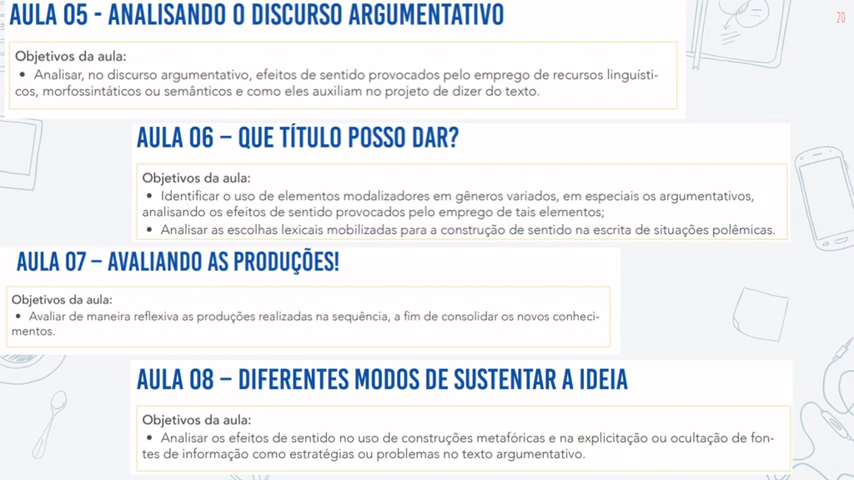 AULA 05 - ANALISANDO O DISCURSO ARGUMENTATIVO
20
Objetivos da aula:
• Analisar, no discurso argumentativo, efeitos de sentido provocados pelo emprego de recursos linguísti-
cos, morfossintáticos ou semânticos e como eles auxiliam no projeto de dizer do texto.
AULA 06 – QUE TÍTULO POSSO DAR?
Objetivos da aula:
• Identificar o uso de elementos modalizadores em gêneros variados, em especiais os argumentativos,
analisando os efeitos de sentido provocados pelo emprego de tais elementos;
• Analisar as escolhas lexicais mobilizadas para a construção de sentido na escrita de situações polêmicas.
AULA 07 – AVALIANDO AS PRODUÇÕES!
Objetivos da aula:
• Avaliar de maneira reflexiva as produções realizadas na sequência, a fim de consolidar os novos conheci-
mentos.
AULA 08 – DIFERENTES MODOS DE SUSTENTAR A IDEIA
Objetivos da aula:
• Analisar os efeitos de sentido no uso de construções metafóricas e na explicitação ou ocultação de fon-
tes de informação como estratégias ou problemas no texto argumentativo.